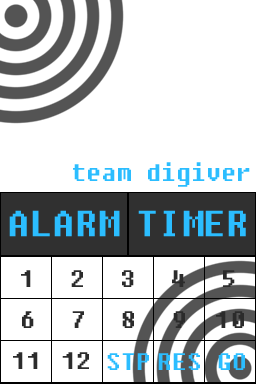 team digiver
ALARM TIMER
1 2 3 4 5
6 7 8 9 10
11 12 STP RES GO